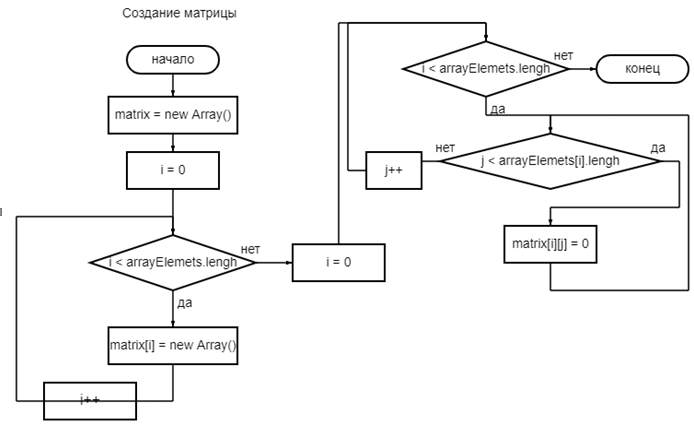 Создание матрицы
начало
matrix = new Array()
i = 0
i < arrayElemets.lengh
нет
да
matrix[i] = new Array()
i++
i = 0
i < arrayElemets.lengh
нет
конец
да
j < arrayElemets[i].lengh
нет
да
j++
matrix[i][j] = 0